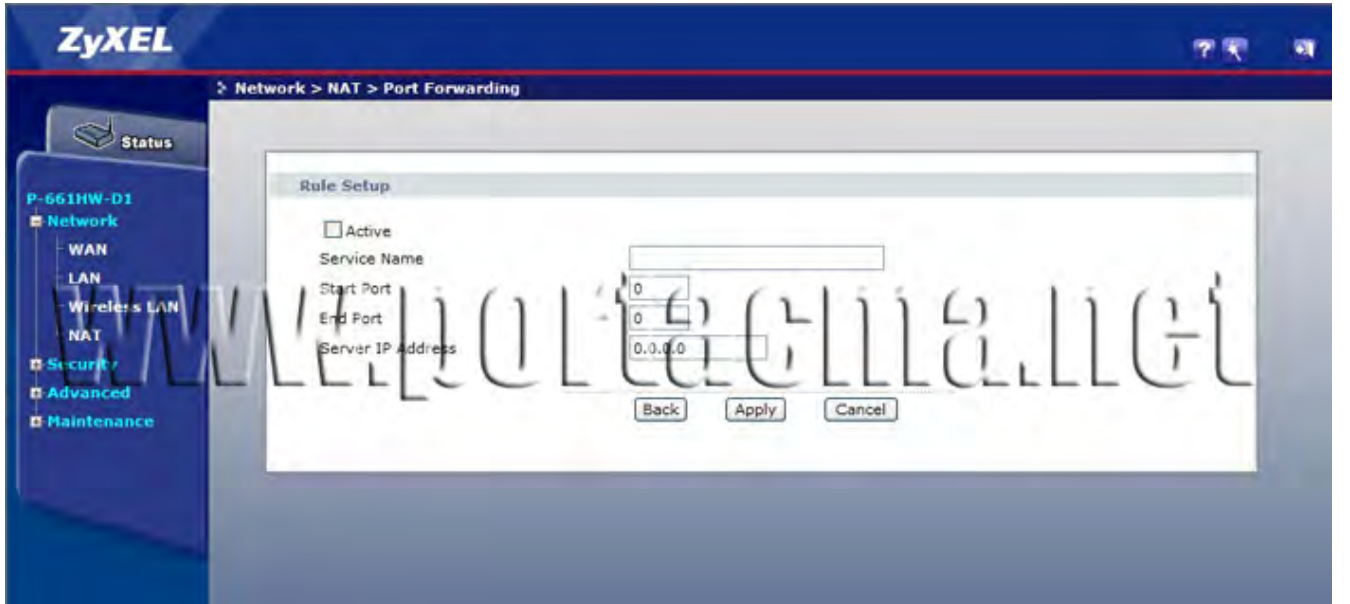 ZyXEL
Network > NAT > Port Forwarding
Status
P-661HW-D1
Network
WAN
LAN
Wireless LAN
NAT
Security
Advanced
Maintenance
Rule Setup
Active
Service Name
Start Port 0
End Port 0
Server IP Address 0.0.0.0
Back Apply Cancel
www.portacma.net